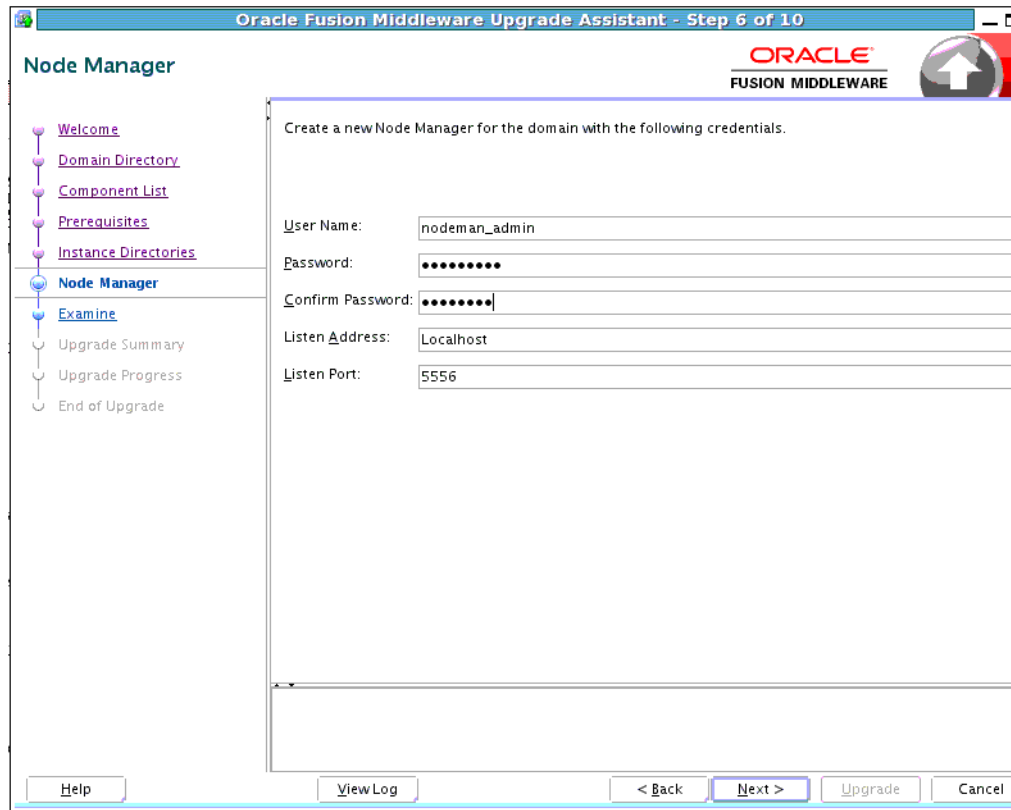 Oracle Fusion Middleware Upgrade Assistant - Step 6 of 10
Node Manager
ORACLE
FUSION MIDDLEWARE
Welcome
Domain Directory
Component List
Prerequisites
Instance Directories
Node Manager
Examine
Upgrade Summary
Upgrade Progress
End of Upgrade
Create a new Node Manager for the domain with the following credentials.
User Name: nodeman_admin
Password: •••••••••
Confirm Password: ••••••••
Listen Address: Localhost
Listen Port: 5556
Help View Log < Back Next > Upgrade Cancel